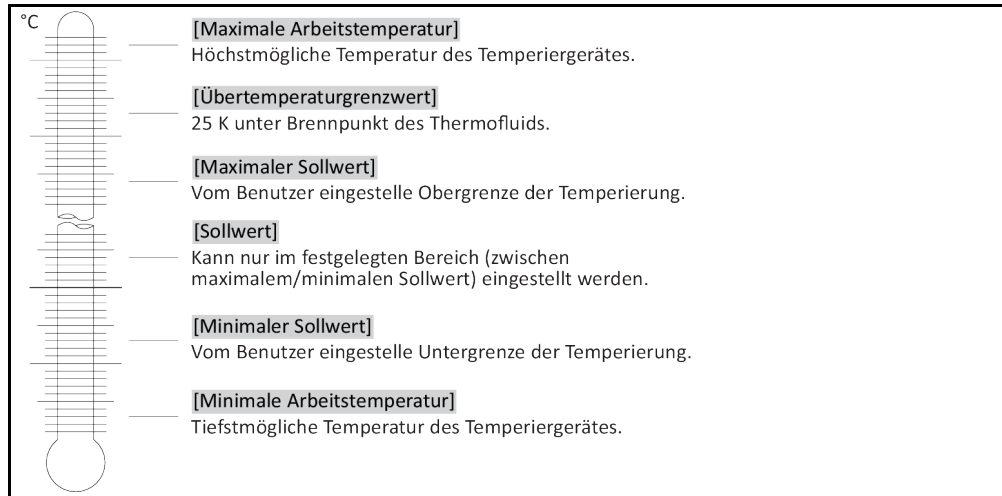 °C
[Maximale Arbeitstemperatur]
Höchstmögliche Temperatur des Temperiergerätes.
[Übertemperaturgrenzwert]
25 K unter Brennpunkt des Thermofluids.
[Maximaler Sollwert]
Vom Benutzer eingestelle Obergrenze der Temperierung.
[Sollwert]
Kann nur im festgelegten Bereich (zwischen
maximalem/minimalen Sollwert) eingestellt werden.
[Minimaler Sollwert]
Vom Benutzer eingestelle Untergrenze der Temperierung.
[Minimale Arbeitstemperatur]
Tiefstmögliche Temperatur des Temperiergerätes.